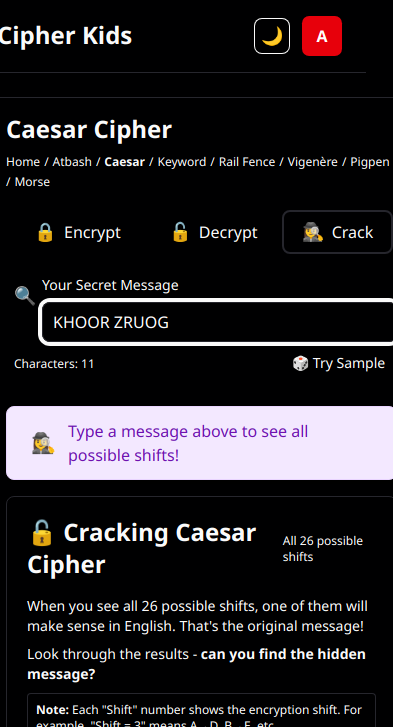 Cipher Kids
A
Caesar Cipher
Home / Atbash / Caesar / Keyword / Rail Fence / Vigenère / Pigpen
/ Morse
Encrypt
Decrypt
Crack
Your Secret Message
KHOOR ZRUOG
Characters: 11
Try Sample
Type a message above to see all
possible shifts!
Cracking Caesar
Cipher
All 26 possible
shifts
When you see all 26 possible shifts, one of them will
make sense in English. That's the original message!
Look through the results - can you find the hidden
message?
Note: Each "Shift" number shows the encryption shift. For
example, "Shift = 3" means A D, B E, etc.